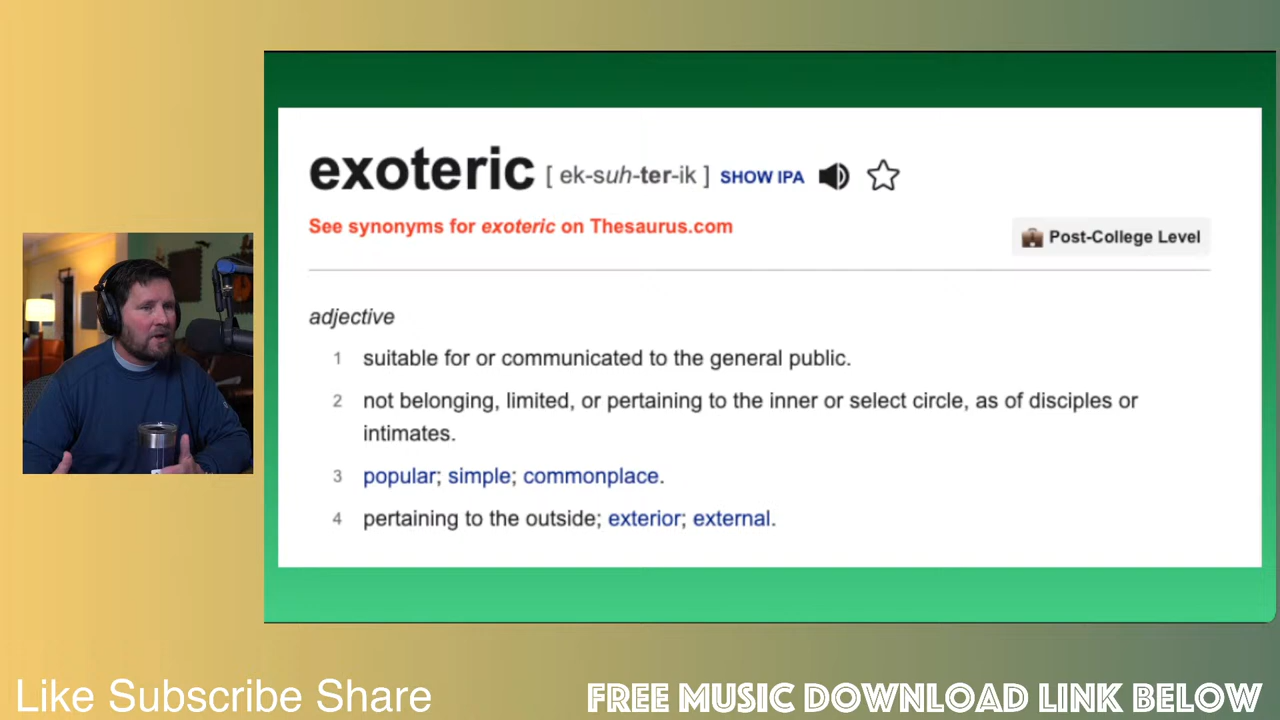 exoteric [ ek-suh-ter-ik ] SHOW IPA
See synonyms for exoteric on Thesaurus.com
Post-College Level
adjective
1 suitable for or communicated to the general public.
2 not belonging, limited, or pertaining to the inner or select circle, as of disciples or
intimates.
3 popular; simple; commonplace.
4 pertaining to the outside; exterior; external.
Like Subscribe Share
FREE MUSIC DOWNLOAD LINK BELOW